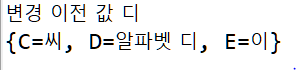 변경 이전 값 디
{C=씨, D=알파벳 디, E=이}